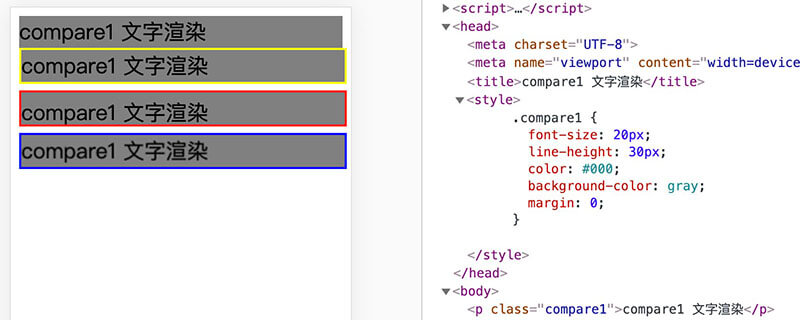 compare1 文字渲染
compare1 文字渲染
compare1 文字渲染
compare1 文字渲染
<script>…</script>
<head>
<meta charset="UTF-8">
<meta name="viewport" content="width=device
<title>compare1 文字渲染</title>
<style>
.compare1 {
font-size: 20px;
line-height: 30px;
color: #000;
background-color: gray;
margin: 0;
}
</style>
</head>
<body>
<p class="compare1">compare1 文字渲染</p>